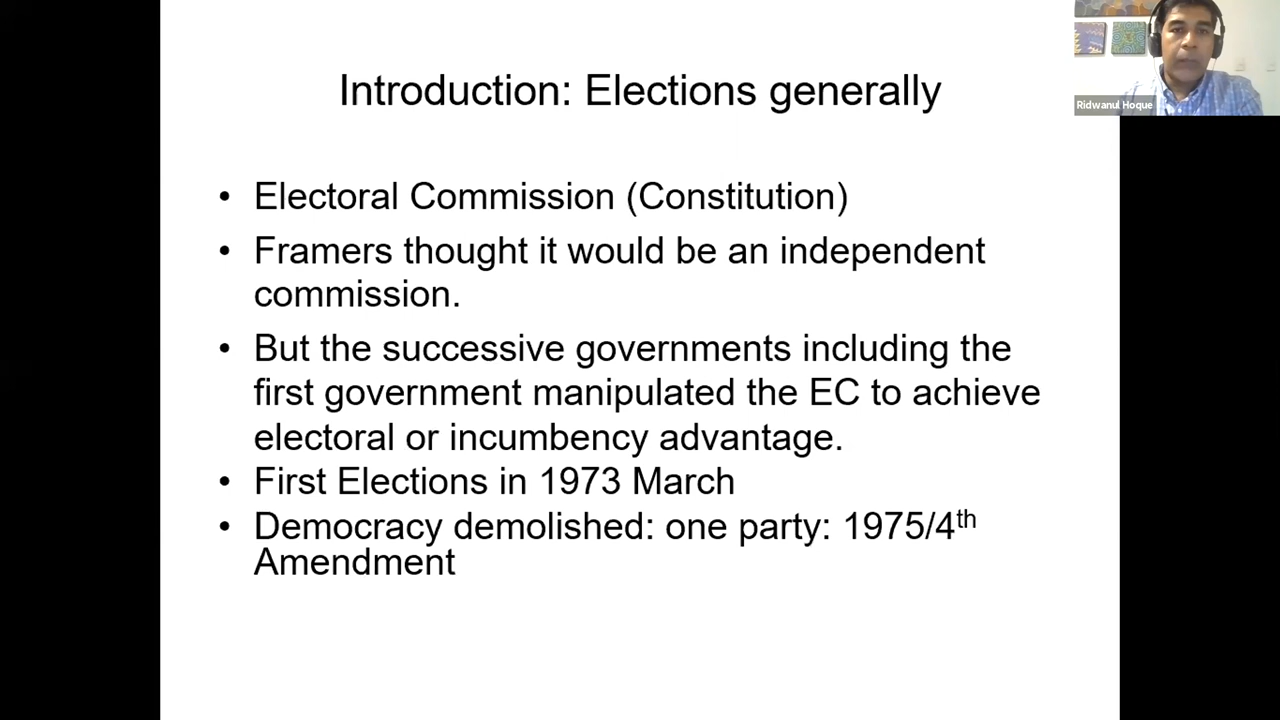 Introduction: Elections generally
Ridwanul Hoque
• Electoral Commission (Constitution)
• Framers thought it would be an independent
commission.
• But the successive governments including the
first government manipulated the EC to achieve
electoral or incumbency advantage.
• First Elections in 1973 March
• Democracy demolished: one party: 1975/4th
Amendment